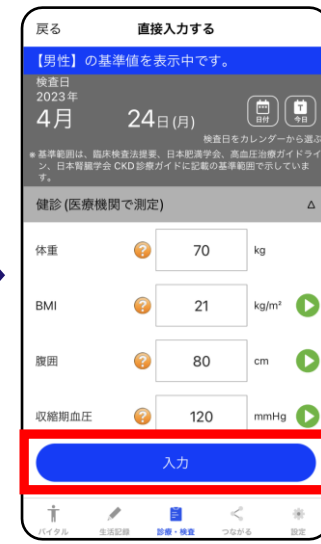 戻る 直接入力する
【男性】の基準値を表示中です。
検査日
2023年
4月 24日(月) 日付 T 今日
検査日をカレンダーから選ぶ
※基準範囲は、臨床検査法提要、日本肥満学会、高血圧治療ガイドライ
ン、日本腎臓学会 CKD診療ガイドに記載の基準範囲で示していま
す。
健診(医療機関で測定) △
体重 ? 70 kg
BMI ? 21 kg/m²
腹囲 ? 80 cm
収縮期血圧 ? 120 mmHg
入力
バイタル 生活記録 診療・検査 つながる 設定